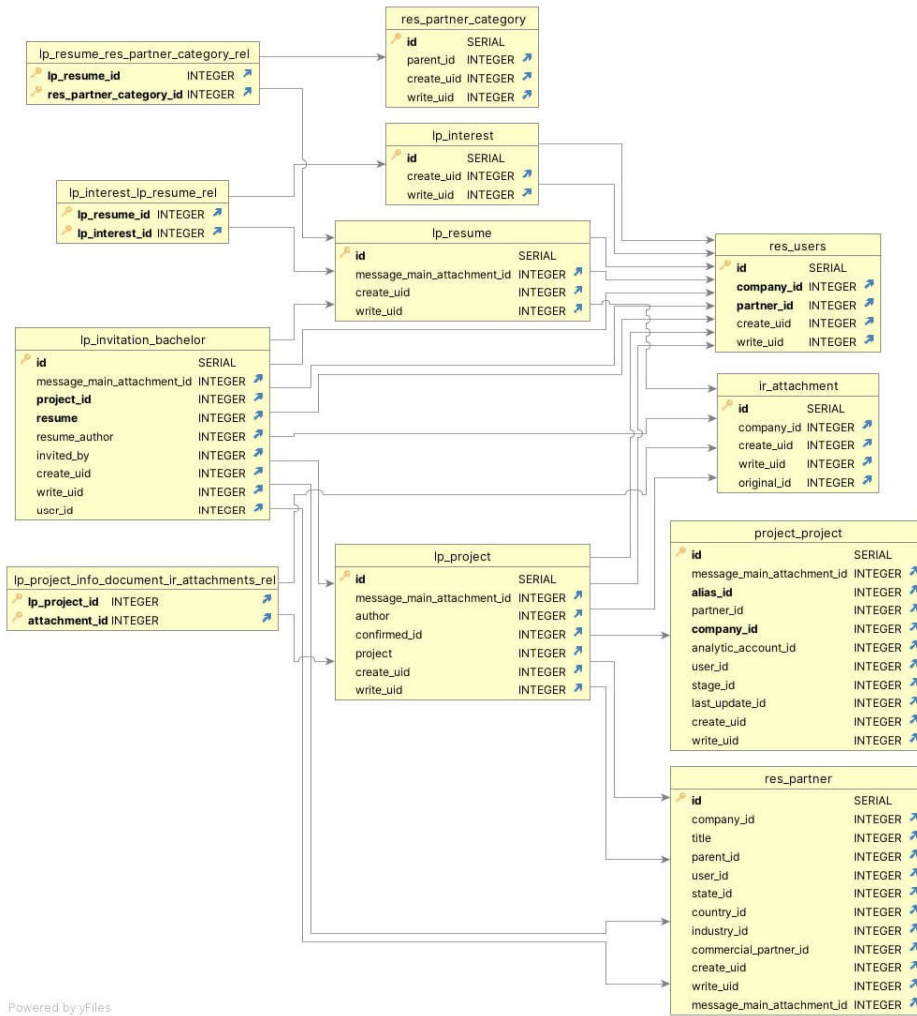 res_partner_category
id SERIAL
parent_id INTEGER
create_uid INTEGER
write_uid INTEGER
lp_resume_res_partner_category_rel
lp_resume_id INTEGER
res_partner_category_id INTEGER
lp_interest
id SERIAL
create_uid INTEGER
write_uid INTEGER
lp_interest_lp_resume_rel
lp_resume_id INTEGER
lp_interest_id INTEGER
lp_resume
id SERIAL
message_main_attachment_id INTEGER
create_uid INTEGER
write_uid INTEGER
res_users
id SERIAL
company_id INTEGER
partner_id INTEGER
create_uid INTEGER
write_uid INTEGER
lp_invitation_bachelor
id SERIAL
message_main_attachment_id INTEGER
project_id INTEGER
resume INTEGER
resume_author INTEGER
invited_by INTEGER
create_uid INTEGER
write_uid INTEGER
user_id INTEGER
ir_attachment
id SERIAL
company_id INTEGER
create_uid INTEGER
write_uid INTEGER
original_id INTEGER
lp_project_info_document_ir_attachments_rel
lp_project_id INTEGER
attachment_id INTEGER
lp_project
id SERIAL
message_main_attachment_id INTEGER
author INTEGER
confirmed_id INTEGER
project INTEGER
create_uid INTEGER
write_uid INTEGER
project_project
id SERIAL
message_main_attachment_id INTEGER
alias_id INTEGER
partner_id INTEGER
company_id INTEGER
analytic_account_id INTEGER
user_id INTEGER
stage_id INTEGER
last_update_id INTEGER
create_uid INTEGER
write_uid INTEGER
res_partner
id SERIAL
company_id INTEGER
title INTEGER
parent_id INTEGER
user_id INTEGER
state_id INTEGER
country_id INTEGER
industry_id INTEGER
commercial_partner_id INTEGER
create_uid INTEGER
write_uid INTEGER
message_main_attachment_id INTEGER
Powered by yFiles